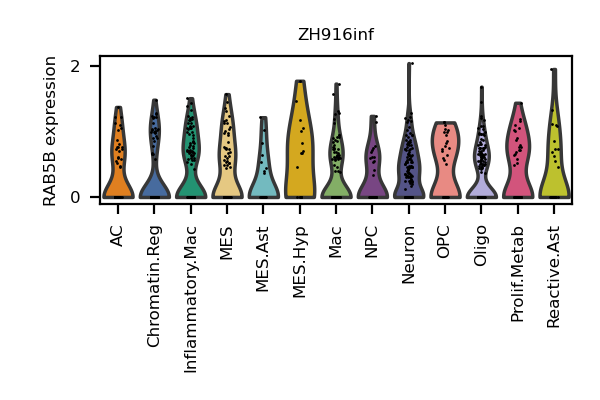 ZH916inf
RAB5B expression
2
0
AC
Chromatin.Reg
Inflammatory.Mac
MES
MES.Ast
MES.Hyp
Mac
NPC
Neuron
OPC
Oligo
Prolif.Metab
Reactive.Ast